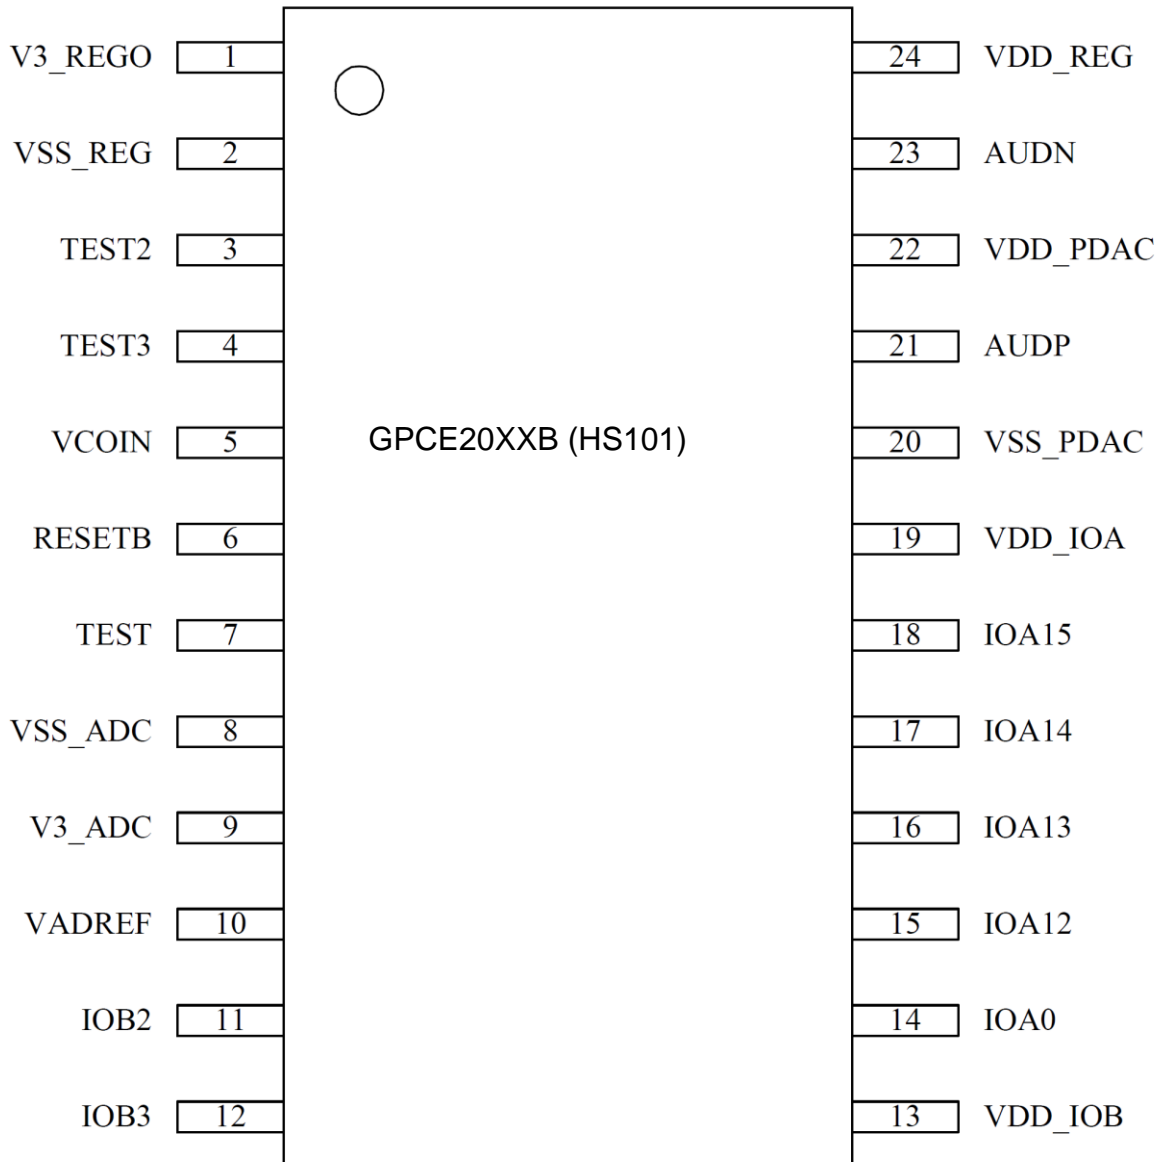 V3_REGO 1 24 VDD_REG
VSS_REG 2 23 AUDN
TEST2 3 22 VDD_PDAC
TEST3 4 21 AUDP
VCOIN 5 GPCE20XXB (HS101) 20 VSS_PDAC
RESETB 6 19 VDD_IOA
TEST 7 18 IOA15
VSS_ADC 8 17 IOA14
V3_ADC 9 16 IOA13
VADREF 10 15 IOA12
IOB2 11 14 IOA0
IOB3 12 13 VDD_IOB